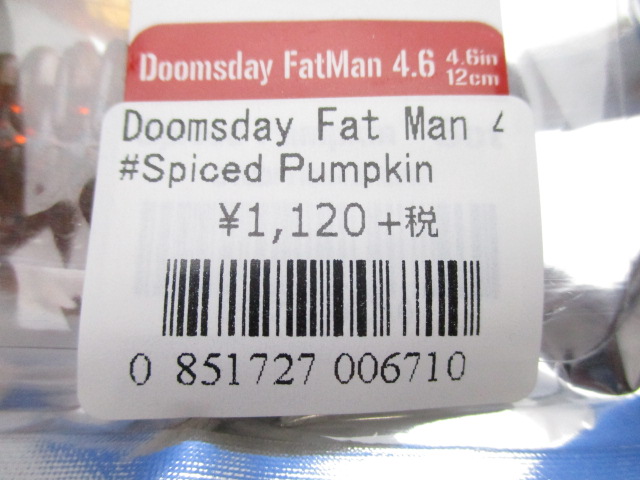 Doomsday FatMan 4.6 4.6in
12cm
Doomsday Fat Man 4
#Spiced Pumpkin
¥1,120+税
0 851727 006710